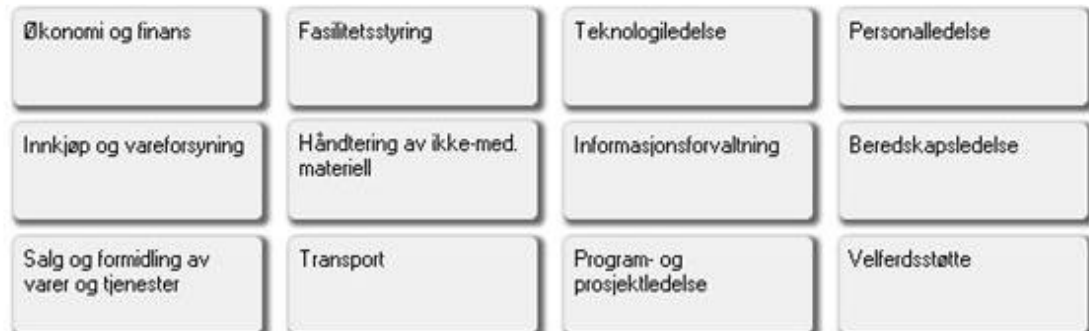 Økonomi og finans
Fasilitetsstyring
Teknologiledelse
Personalledelse
Innkjøp og vareforsyning
Håndtering av ikke-med.
materiell
Informasjonsforvaltning
Beredskapsledelse
Salg og formidling av
varer og tjenester
Transport
Program- og
prosjektledelse
Velferdsstøtte